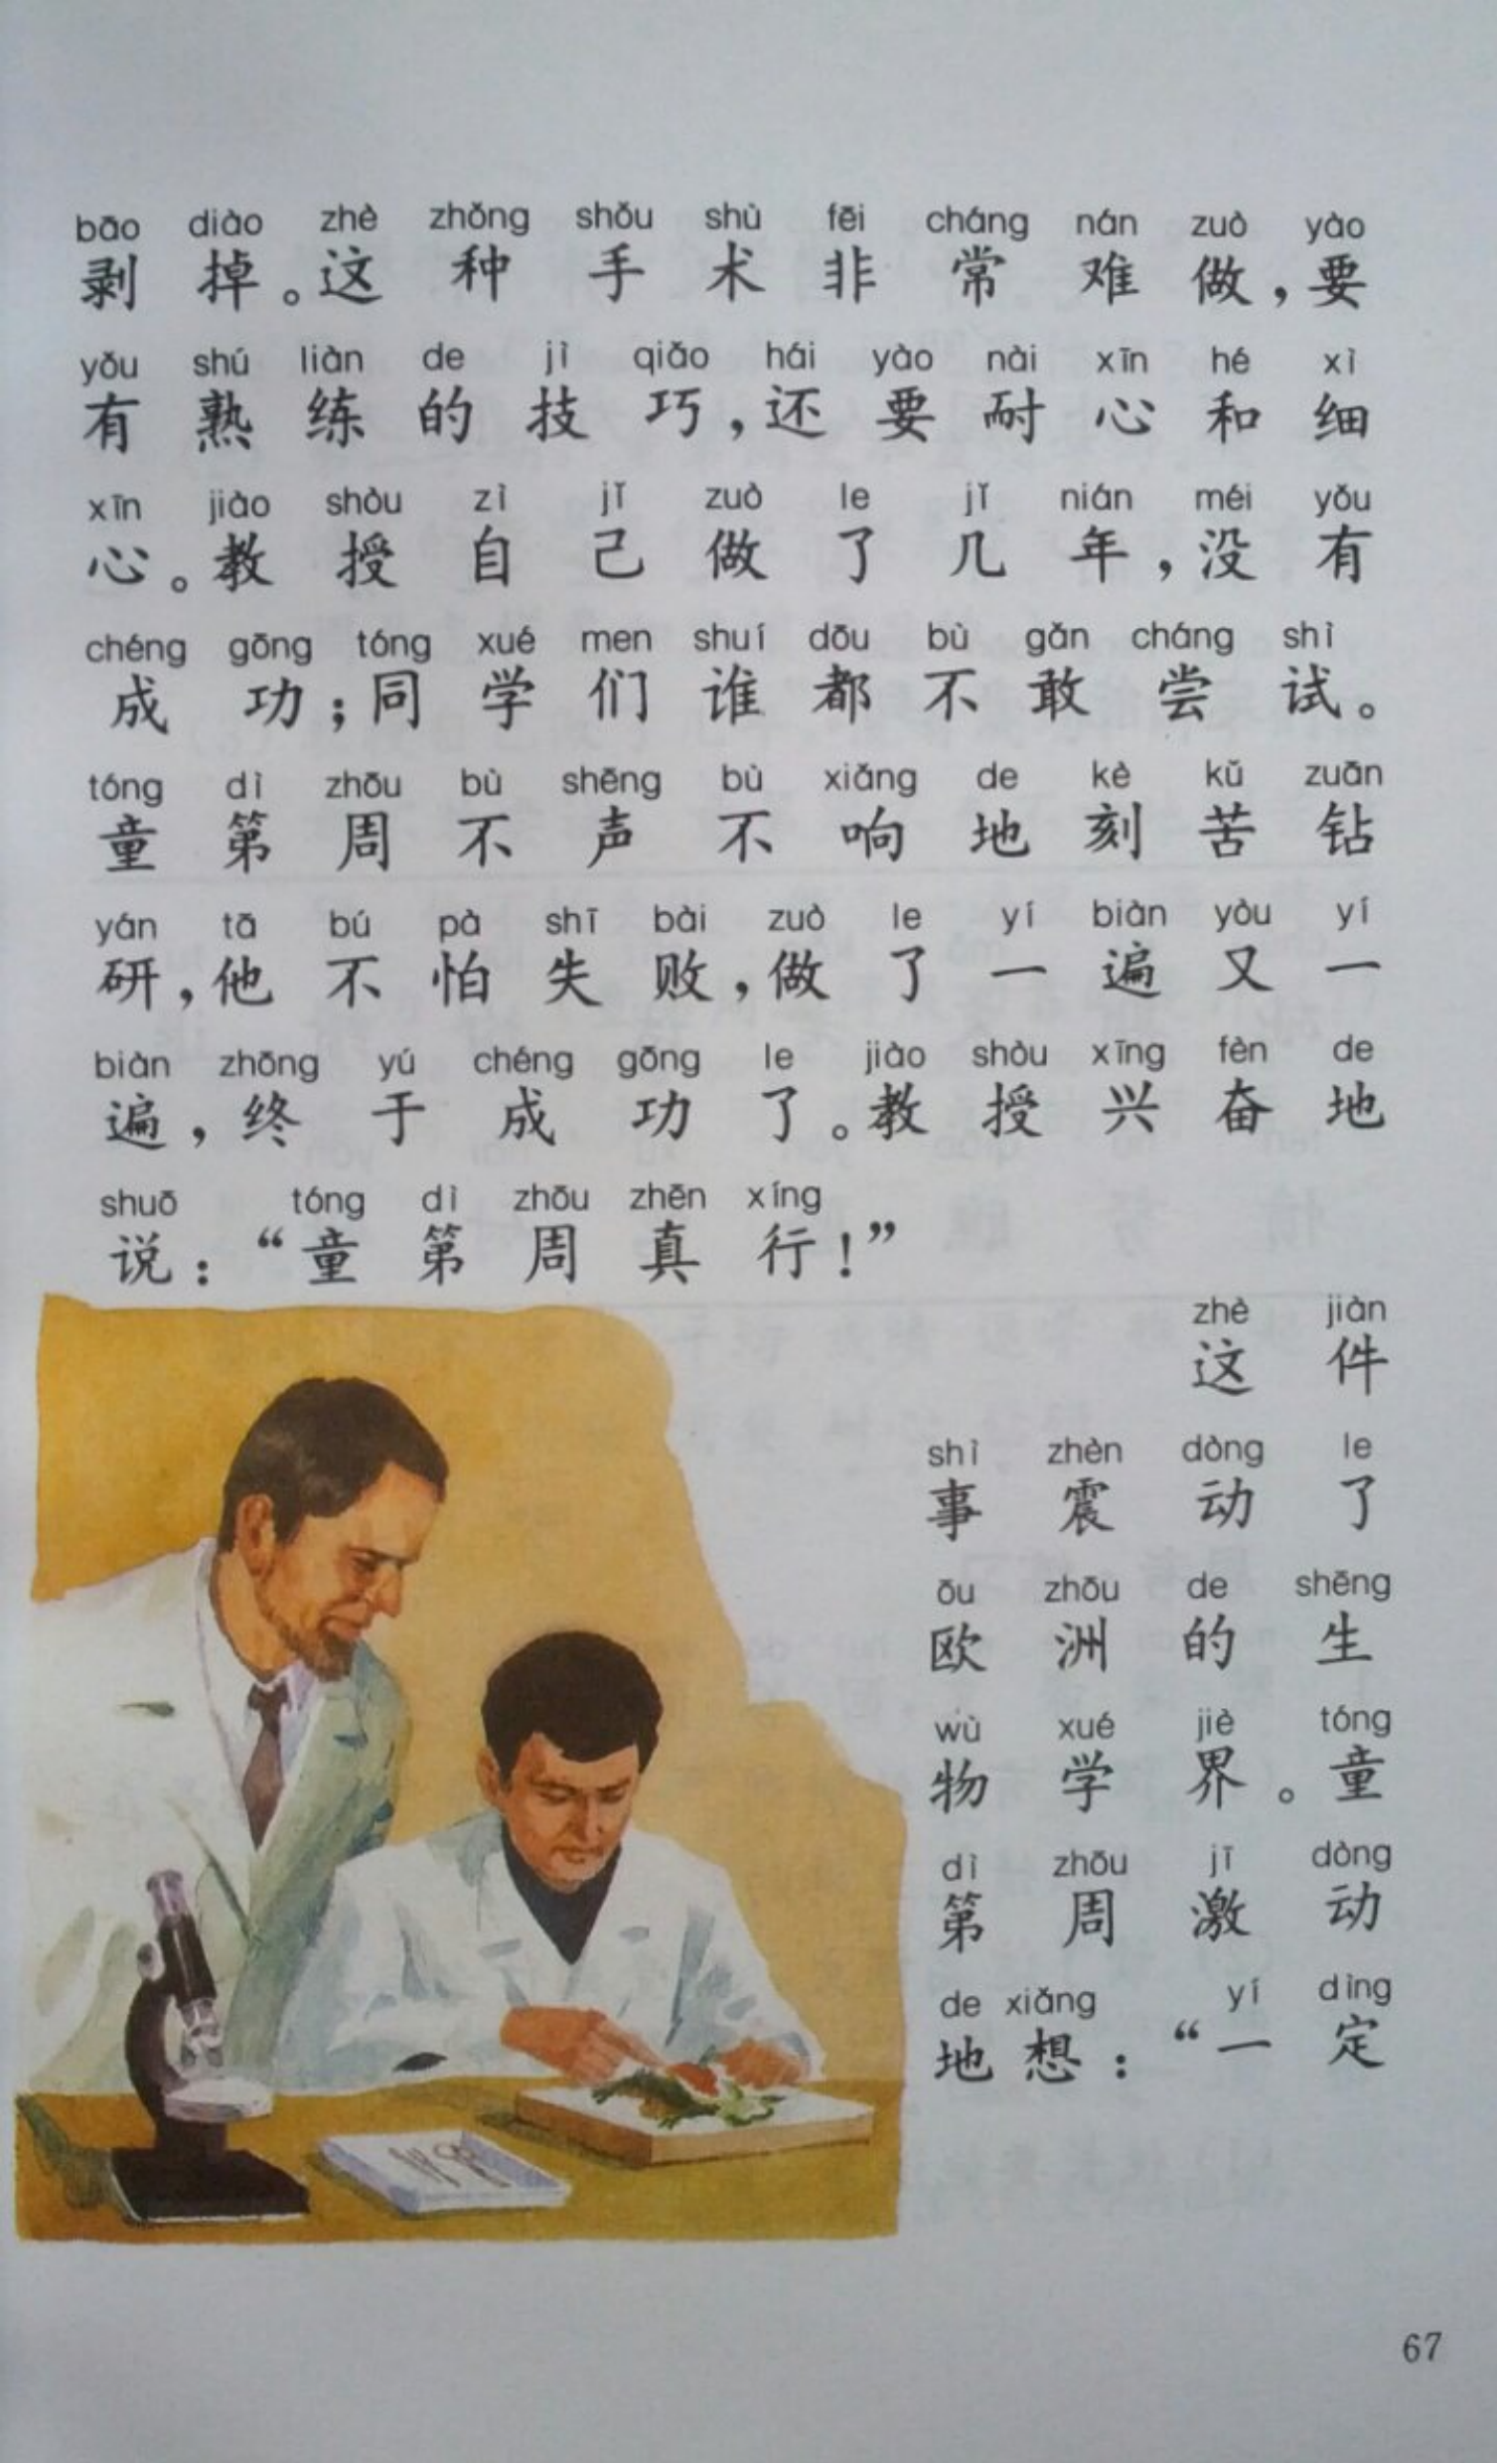 bāo diào zhè zhǒng shǒu shù fēi cháng nán zuò yào
剥掉。这种手术非常难做，要
yǒu shú liàn de jì qiǎo hái yào nài xīn hé xì
有熟练的技巧，还要耐心和细
xīn jiào shòu zì jǐ zuò le jǐ nián méi yǒu
心。教授自己做了几年，没有
chéng gōng tóng xué men shuí dōu bù gǎn cháng shì
成功；同学们谁都不敢尝试。
tóng dì zhōu bù shēng bù xiǎng de kè kǔ zuān
童第周不声不响地刻苦钻
yán tā bú pà shī bài zuò le yí biàn yòu yí
研，他不怕失败，做了一遍又一
biàn zhōng yú chéng gōng le jiào shòu xīng fèn de
遍，终于成功了。教授兴奋地
shuō tóng dì zhōu zhēn xíng
说：“童第周真行！”
zhè jiàn
这件
shì zhèn dòng le
事震动了
ōu zhōu de shēng
欧洲的生
wù xué jiè tóng
物学界。童
dì zhōu jī dòng
第周激动
de xiǎng yí dìng
地想：“一定
67